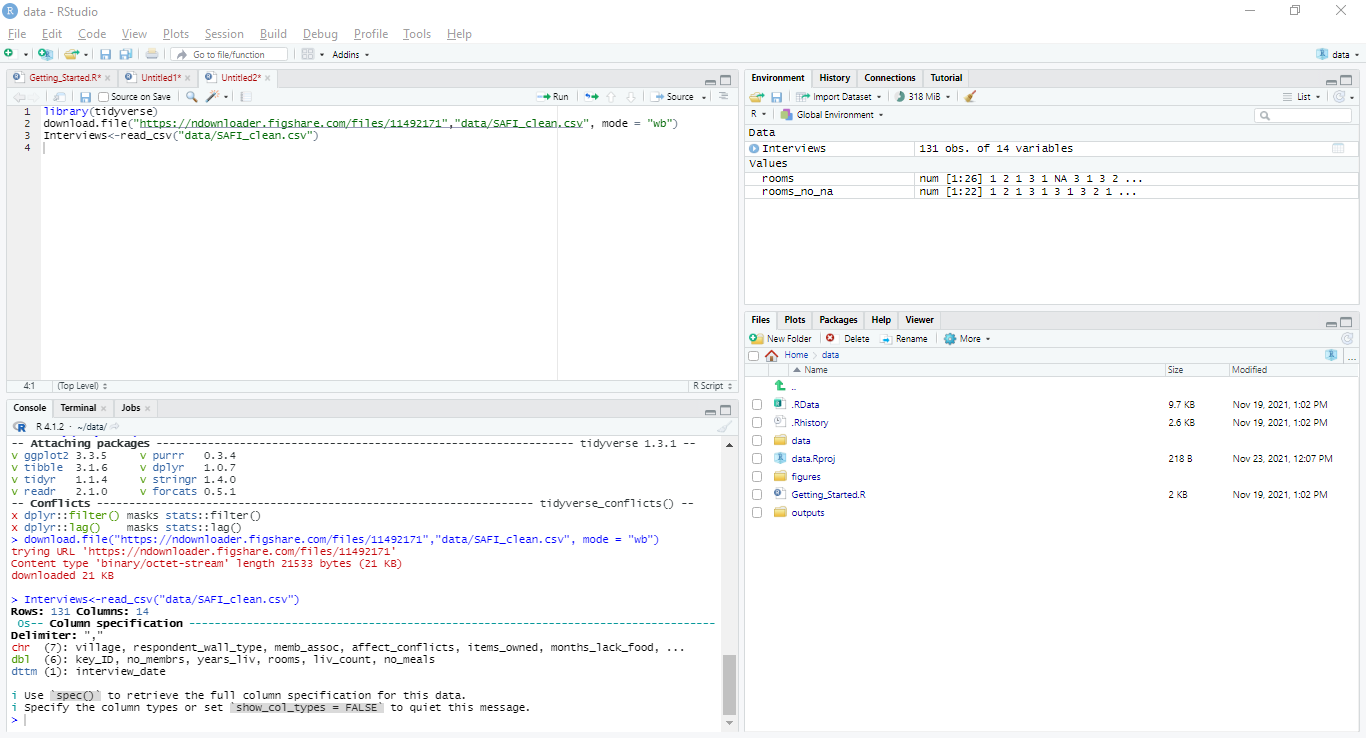 data - RStudio
File Edit Code View Plots Session Build Debug Profile Tools Help
Go to file/function Addins data
Getting_Started.R* Untitled1* Untitled2*
Source on Save Run Source
1 library(tidyverse)
2 download.file("https://ndownloader.figshare.com/files/11492171","data/SAFI_clean.csv", mode = "wb")
3 Interviews<-read_csv("data/SAFI_clean.csv")
4
4:1 (Top Level) R Script
Console Terminal Jobs
R 4.1.2 · ~/data/
-- Attaching packages --------------------------------------------------------------- tidyverse 1.3.1 --
v ggplot2 3.3.5 v purrr 0.3.4
v tibble 3.1.6 v dplyr 1.0.7
v tidyr 1.1.4 v stringr 1.4.0
v readr 2.1.0 v forcats 0.5.1
-- Conflicts ------------------------------------------------------------------ tidyverse_conflicts() --
x dplyr::filter() masks stats::filter()
x dplyr::lag() masks stats::lag()
> download.file("https://ndownloader.figshare.com/files/11492171","data/SAFI_clean.csv", mode = "wb")
trying URL 'https://ndownloader.figshare.com/files/11492171'
Content type 'binary/octet-stream' length 21533 bytes (21 KB)
downloaded 21 KB
> Interviews<-read_csv("data/SAFI_clean.csv")
Rows: 131 Columns: 14
0s-- Column specification --------------------------------------------------------------------------------
Delimiter: ","
chr (7): village, respondent_wall_type, memb_assoc, affect_conflicts, items_owned, months_lack_food, ...
dbl (6): key_ID, no_membrs, years_liv, rooms, liv_count, no_meals
dttm (1): interview_date
i Use `spec()` to retrieve the full column specification for this data.
i Specify the column types or set `show_col_types = FALSE` to quiet this message.
>
Environment History Connections Tutorial
Import Dataset 318 MiB List
R Global Environment
Data
Interviews 131 obs. of 14 variables
Values
rooms num [1:26] 1 2 1 3 1 NA 3 1 3 2 ...
rooms_no_na num [1:22] 1 2 1 3 1 3 1 3 2 1 ...
Files Plots Packages Help Viewer
New Folder Delete Rename More
Home data ...
Name Size Modified
..
.RData 9.7 KB Nov 19, 2021, 1:02 PM
.Rhistory 2.6 KB Nov 19, 2021, 1:02 PM
data
data.Rproj 218 B Nov 23, 2021, 12:07 PM
figures
Getting_Started.R 2 KB Nov 19, 2021, 1:02 PM
outputs